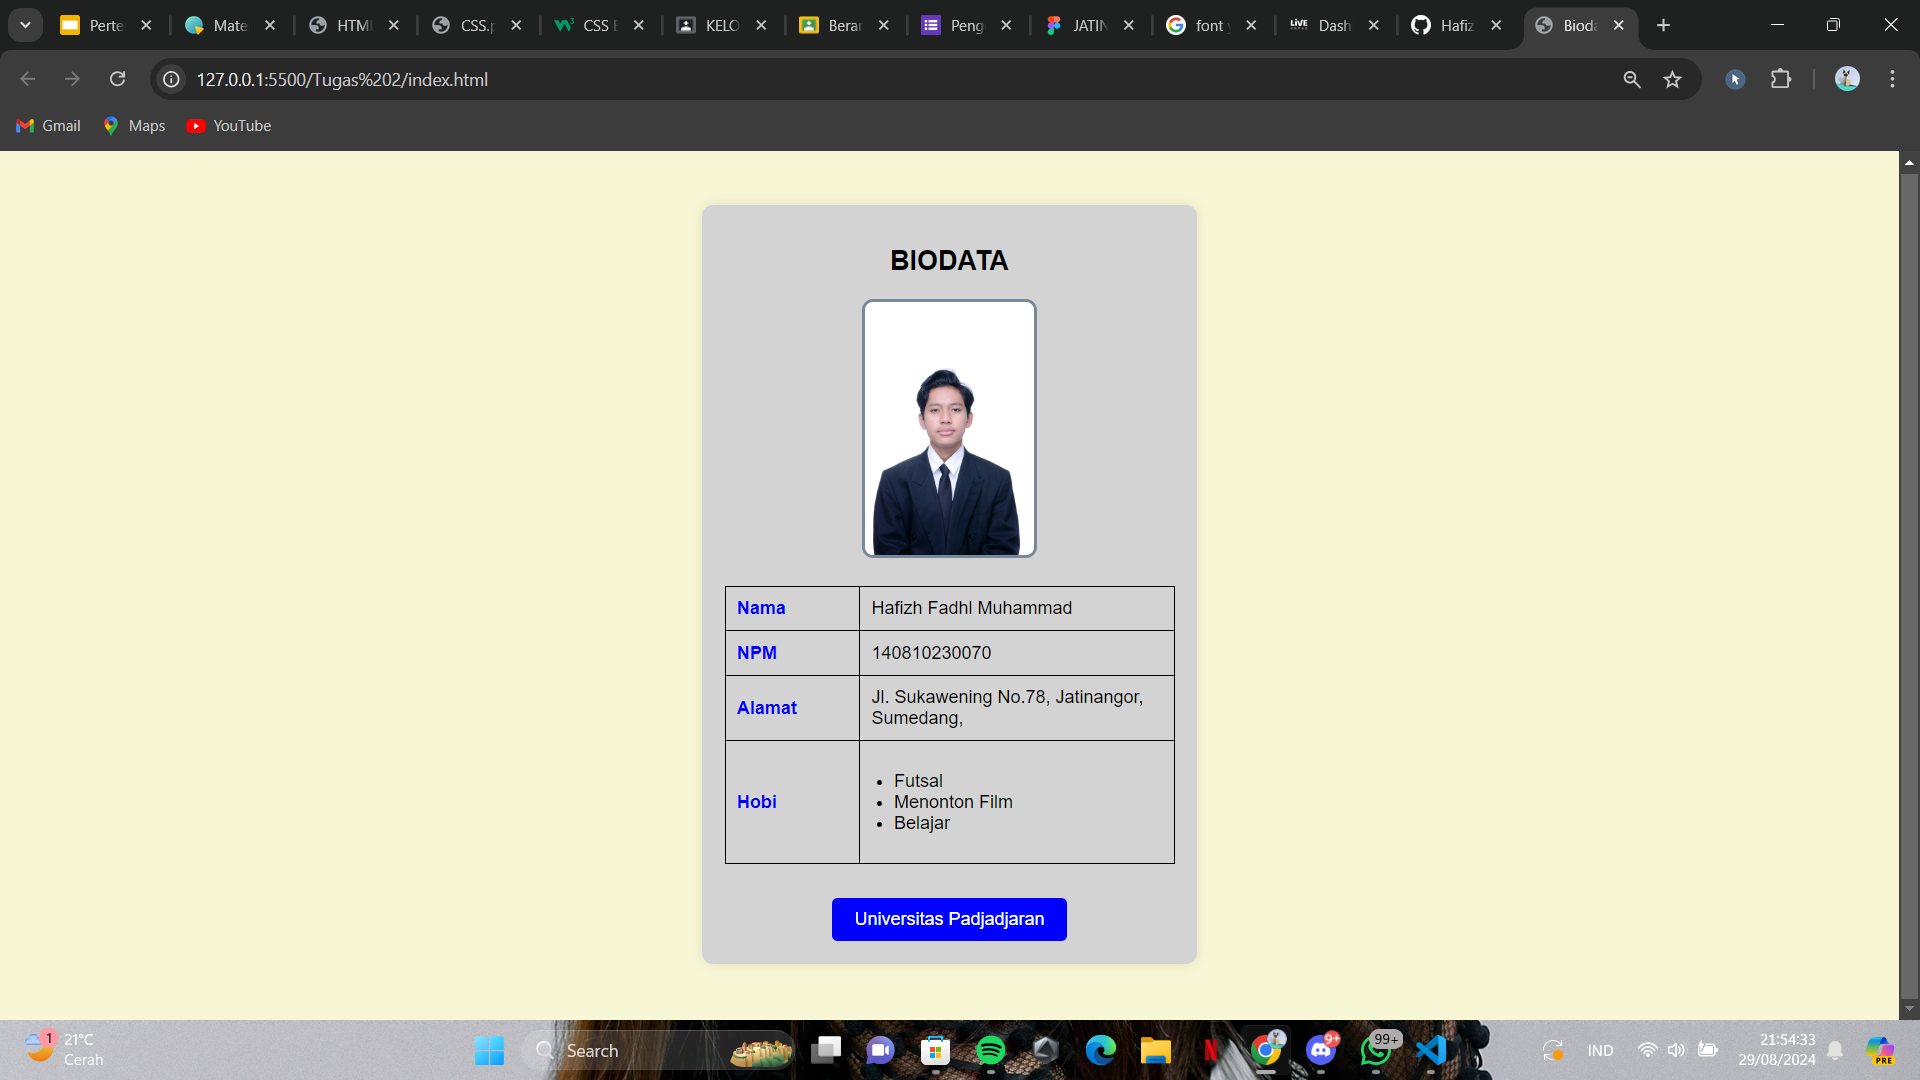 Perte
Mate
HTM
CSS.p
CSS E
KELO
Berar
Peng
JATIN
font
Dash
Hafiz
Bioda
127.0.0.1:5500/Tugas%202/index.html
Gmail
Maps
YouTube
BIODATA
Nama
Hafizh Fadhl Muhammad
NPM
140810230070
Alamat
Jl. Sukawening No.78, Jatinangor,
Sumedang,
Hobi
Futsal
Menonton Film
Belajar
Universitas Padjadjaran
1
21°C
Cerah
Search
9+
99+
IND
21:54:33
29/08/2024
PRE